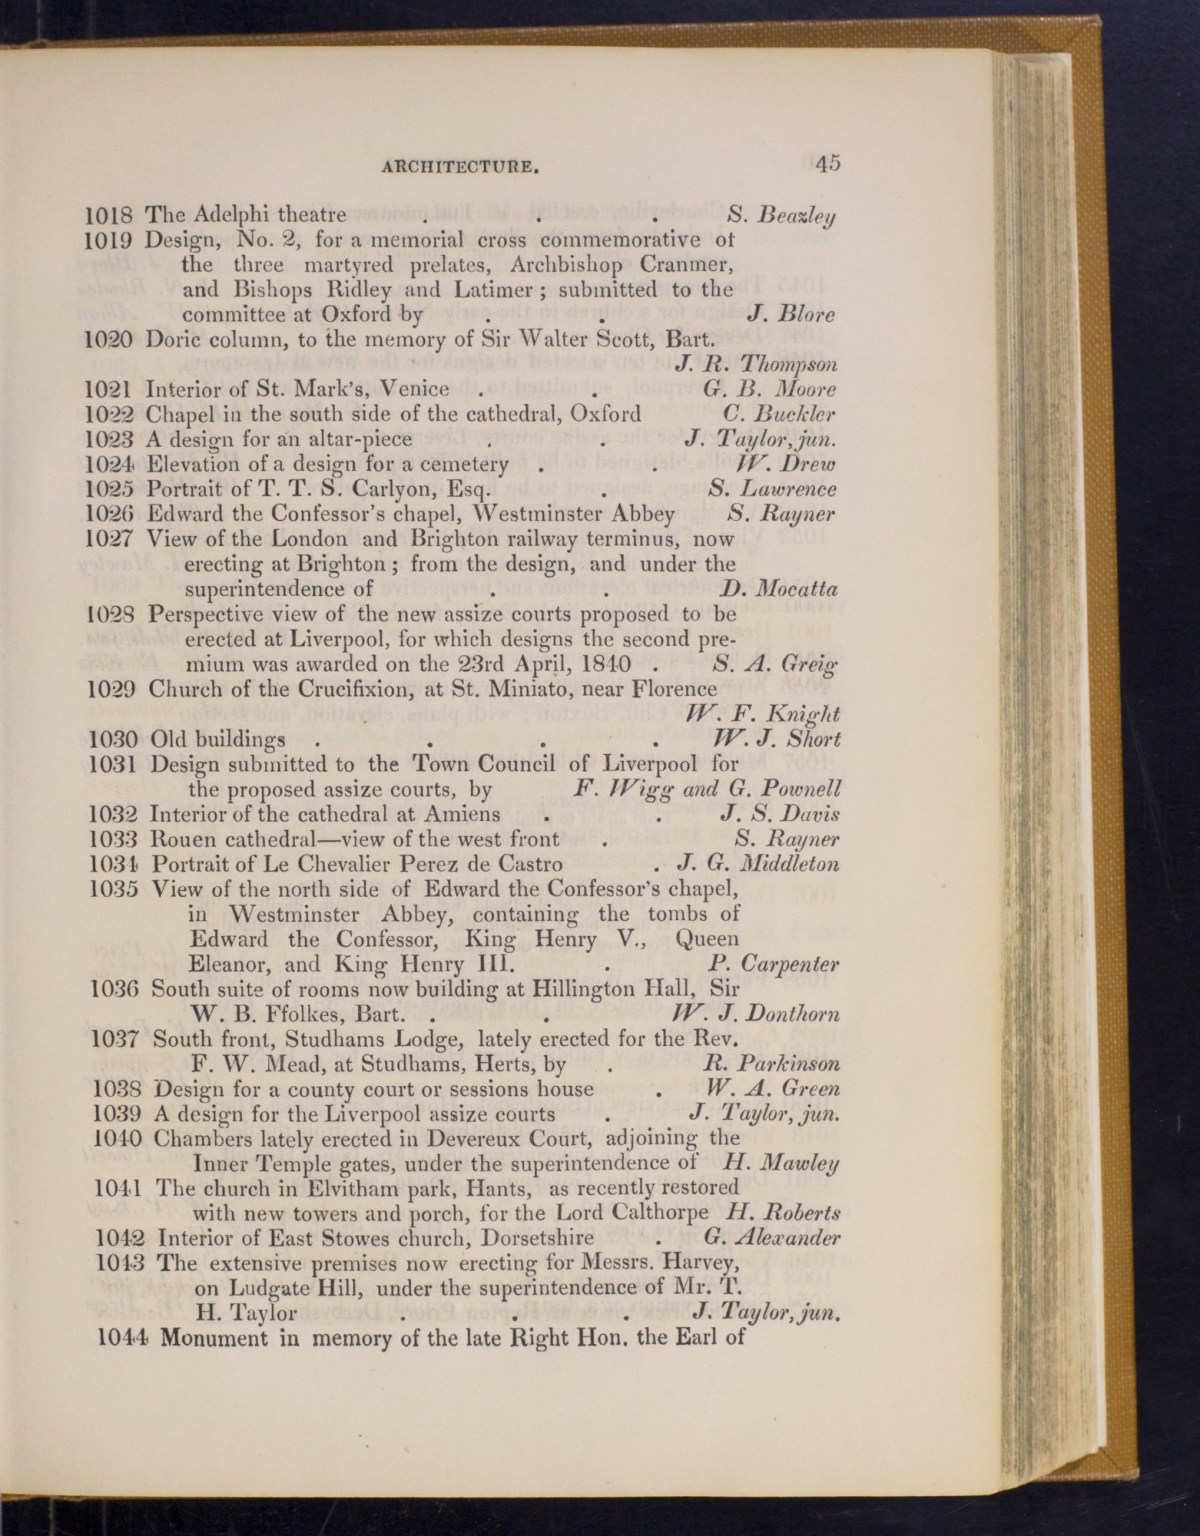 ARCHITECTURE. 45
1018 The Adelphi theatre . . . S. Beazley
1019 Design, No. 2, for a memorial cross commemorative of
the three martyred prelates, Archbishop Cranmer,
and Bishops Ridley and Latimer; submitted to the
committee at Oxford by . . J. Blore
1020 Doric column, to the memory of Sir Walter Scott, Bart.
J. R. Thompson
1021 Interior of St. Mark's, Venice . . G. B. Moore
1022 Chapel in the south side of the cathedral, Oxford C. Buckler
1023 A design for an altar-piece . . J. Taylor, jun.
1024 Elevation of a design for a cemetery . . W. Drew
1025 Portrait of T. T. S. Carlyon, Esq. . S. Lawrence
1026 Edward the Confessor's chapel, Westminster Abbey S. Rayner
1027 View of the London and Brighton railway terminus, now
erecting at Brighton; from the design, and under the
superintendence of . . D. Mocatta
1028 Perspective view of the new assize courts proposed to be
erected at Liverpool, for which designs the second pre-
mium was awarded on the 23rd April, 1840 . S. A. Greig
1029 Church of the Crucifixion, at St. Miniato, near Florence
W. F. Knight
1030 Old buildings . . . . W. J. Short
1031 Design submitted to the Town Council of Liverpool for
the proposed assize courts, by F. Wigg and G. Pownell
1032 Interior of the cathedral at Amiens . . J. S. Davis
1033 Rouen cathedral—view of the west front . S. Rayner
1034 Portrait of Le Chevalier Perez de Castro . J. G. Middleton
1035 View of the north side of Edward the Confessor's chapel,
in Westminster Abbey, containing the tombs of
Edward the Confessor, King Henry V., Queen
Eleanor, and King Henry III. . P. Carpenter
1036 South suite of rooms now building at Hillington Hall, Sir
W. B. Ffolkes, Bart. . . W. J. Donthorn
1037 South front, Studhams Lodge, lately erected for the Rev.
F. W. Mead, at Studhams, Herts, by . R. Parkinson
1038 Design for a county court or sessions house . W. A. Green
1039 A design for the Liverpool assize courts . J. Taylor, jun.
1040 Chambers lately erected in Devereux Court, adjoining the
Inner Temple gates, under the superintendence of H. Mawley
1041 The church in Elvitham park, Hants, as recently restored
with new towers and porch, for the Lord Calthorpe H. Roberts
1042 Interior of East Stowes church, Dorsetshire . G. Alexander
1043 The extensive premises now erecting for Messrs. Harvey,
on Ludgate Hill, under the superintendence of Mr. T.
H. Taylor . . . J. Taylor, jun.
1044 Monument in memory of the late Right Hon. the Earl of